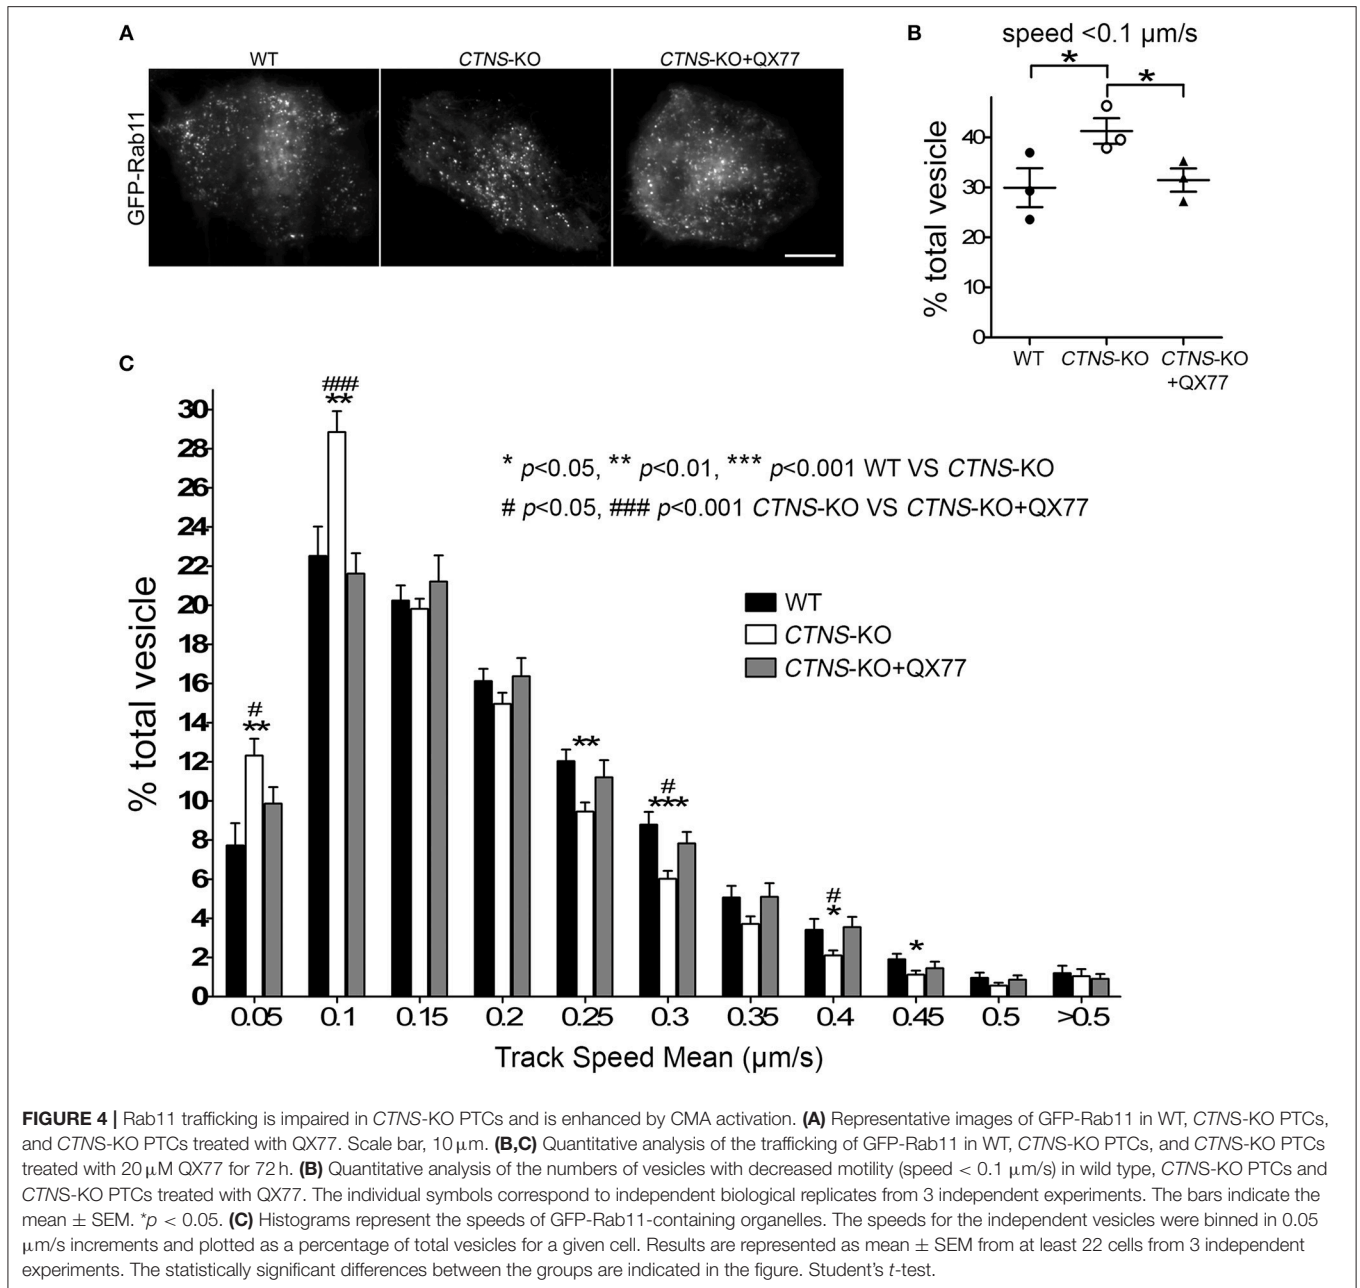 A
WT
CTNS-KO
CTNS-KO+QX77
GFP-Rab11
B
speed <0.1 µm/s
*
*
% total vesicle
40
30
20
10
0
WT
CTNS-KO
CTNS-KO
+QX77
C
% total vesicle
30
28
26
24
22
20
18
16
14
12
10
8
6
4
2
0
#
**
###
**
**
#
***
#
*
*
* p<0.05, ** p<0.01, *** p<0.001 WT VS CTNS-KO
# p<0.05, ### p<0.001 CTNS-KO VS CTNS-KO+QX77
WT
CTNS-KO
CTNS-KO+QX77
0.05 0.1 0.15 0.2 0.25 0.3 0.35 0.4 0.45 0.5 >0.5
Track Speed Mean (µm/s)
FIGURE 4 | Rab11 trafficking is impaired in CTNS-KO PTCs and is enhanced by CMA activation. (A) Representative images of GFP-Rab11 in WT, CTNS-KO PTCs,
and CTNS-KO PTCs treated with QX77. Scale bar, 10 µm. (B,C) Quantitative analysis of the trafficking of GFP-Rab11 in WT, CTNS-KO PTCs, and CTNS-KO PTCs
treated with 20 µM QX77 for 72 h. (B) Quantitative analysis of the numbers of vesicles with decreased motility (speed < 0.1 µm/s) in wild type, CTNS-KO PTCs and
CTNS-KO PTCs treated with QX77. The individual symbols correspond to independent biological replicates from 3 independent experiments. The bars indicate the
mean ± SEM. *p < 0.05. (C) Histograms represent the speeds of GFP-Rab11-containing organelles. The speeds for the independent vesicles were binned in 0.05
µm/s increments and plotted as a percentage of total vesicles for a given cell. Results are represented as mean ± SEM from at least 22 cells from 3 independent
experiments. The statistically significant differences between the groups are indicated in the figure. Student's t-test.